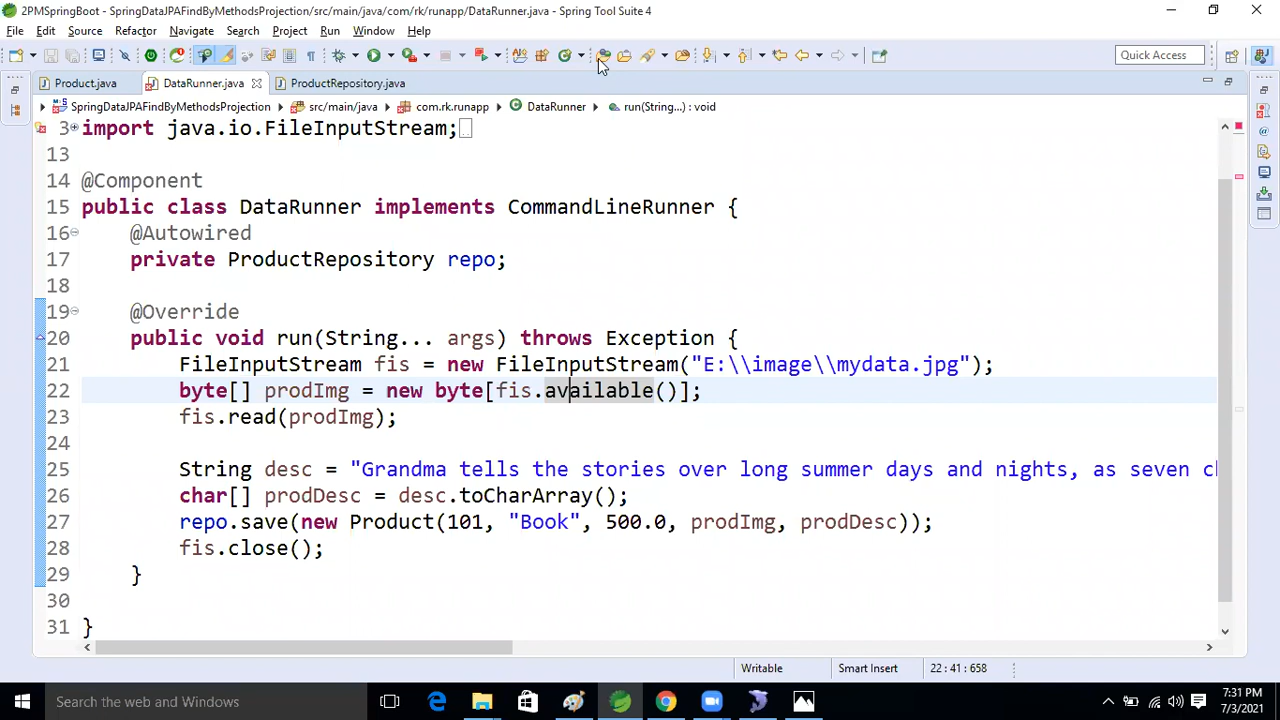 2PMSpringBoot - SpringDataJPAFindByMethodsProjection/src/main/java/com/rk/runapp/DataRunner.java - Spring Tool Suite 4
File Edit Source Refactor Navigate Search Project Run Window Help
Quick Access
Product.java DataRunner.java ProductRepository.java
SpringDataJPAFindByMethodsProjection src/main/java com.rk.runapp DataRunner run(String...) : void
3 import java.io.FileInputStream;
13
14 @Component
15 public class DataRunner implements CommandLineRunner {
16 @Autowired
17 private ProductRepository repo;
18
19 @Override
20 public void run(String... args) throws Exception {
21 FileInputStream fis = new FileInputStream("E:\\image\\mydata.jpg");
22 byte[] prodImg = new byte[fis.available()];
23 fis.read(prodImg);
24
25 String desc = "Grandma tells the stories over long summer days and nights, as seven c
26 char[] prodDesc = desc.toCharArray();
27 repo.save(new Product(101, "Book", 500.0, prodImg, prodDesc));
28 fis.close();
29 }
30
31 }
Writable Smart Insert 22 : 41 : 658
Search the web and Windows
7:31 PM
7/3/2021